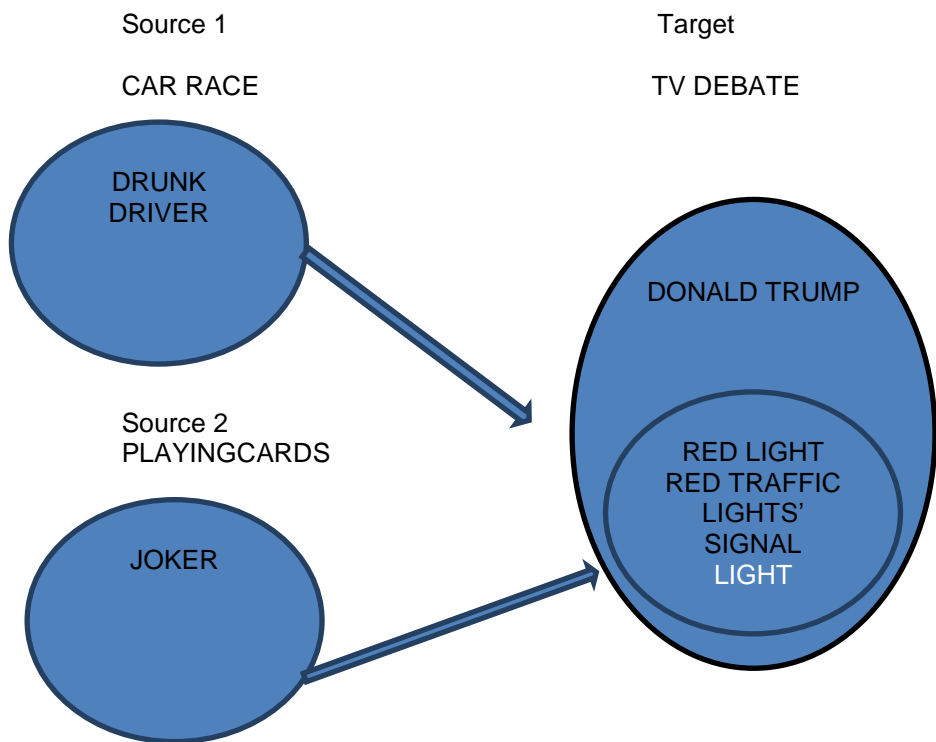 Source 1
CAR RACE
DRUNK
DRIVER
Source 2
PLAYINGCARDS
JOKER
Target
TV DEBATE
DONALD TRUMP
RED LIGHT
RED TRAFFIC
LIGHTS’
SIGNAL
LIGHT